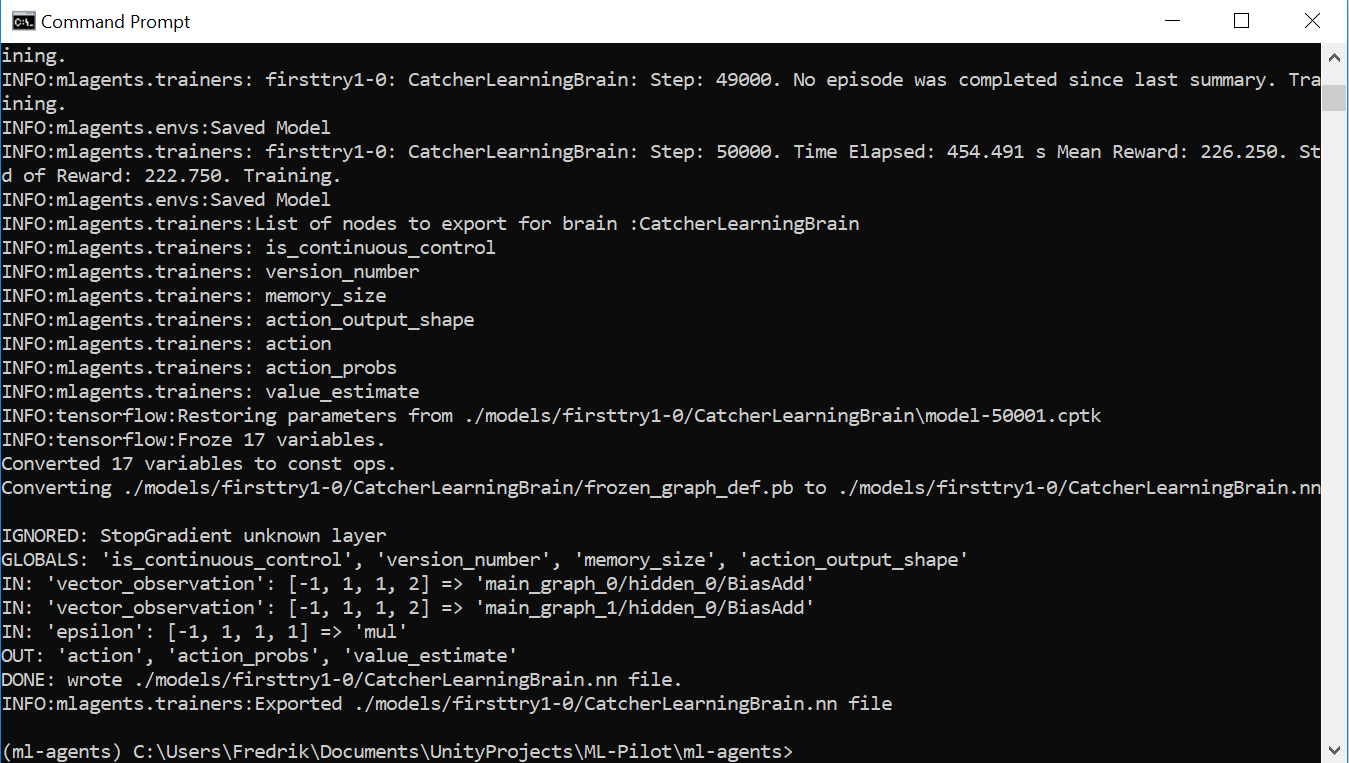 Command Prompt
ining.
INFO:mlagents.trainers: firsttry1-0: CatcherLearningBrain: Step: 49000. No episode was completed since last summary. Tra
ining.
INFO:mlagents.envs:Saved Model
INFO:mlagents.trainers: firsttry1-0: CatcherLearningBrain: Step: 50000. Time Elapsed: 454.491 s Mean Reward: 226.250. St
d of Reward: 222.750. Training.
INFO:mlagents.envs:Saved Model
INFO:mlagents.trainers:List of nodes to export for brain :CatcherLearningBrain
INFO:mlagents.trainers: is_continuous_control
INFO:mlagents.trainers: version_number
INFO:mlagents.trainers: memory_size
INFO:mlagents.trainers: action_output_shape
INFO:mlagents.trainers: action
INFO:mlagents.trainers: action_probs
INFO:mlagents.trainers: value_estimate
INFO:tensorflow:Restoring parameters from ./models/firsttry1-0/CatcherLearningBrain\model-50001.cptk
INFO:tensorflow:Froze 17 variables.
Converted 17 variables to const ops.
Converting ./models/firsttry1-0/CatcherLearningBrain/frozen_graph_def.pb to ./models/firsttry1-0/CatcherLearningBrain.nn
IGNORED: StopGradient unknown layer
GLOBALS: 'is_continuous_control', 'version_number', 'memory_size', 'action_output_shape'
IN: 'vector_observation': [-1, 1, 1, 2] => 'main_graph_0/hidden_0/BiasAdd'
IN: 'vector_observation': [-1, 1, 1, 2] => 'main_graph_1/hidden_0/BiasAdd'
IN: 'epsilon': [-1, 1, 1, 1] => 'mul'
OUT: 'action', 'action_probs', 'value_estimate'
DONE: wrote ./models/firsttry1-0/CatcherLearningBrain.nn file.
INFO:mlagents.trainers:Exported ./models/firsttry1-0/CatcherLearningBrain.nn file
(ml-agents) C:\Users\Fredrik\Documents\UnityProjects\ML-Pilot\ml-agents>